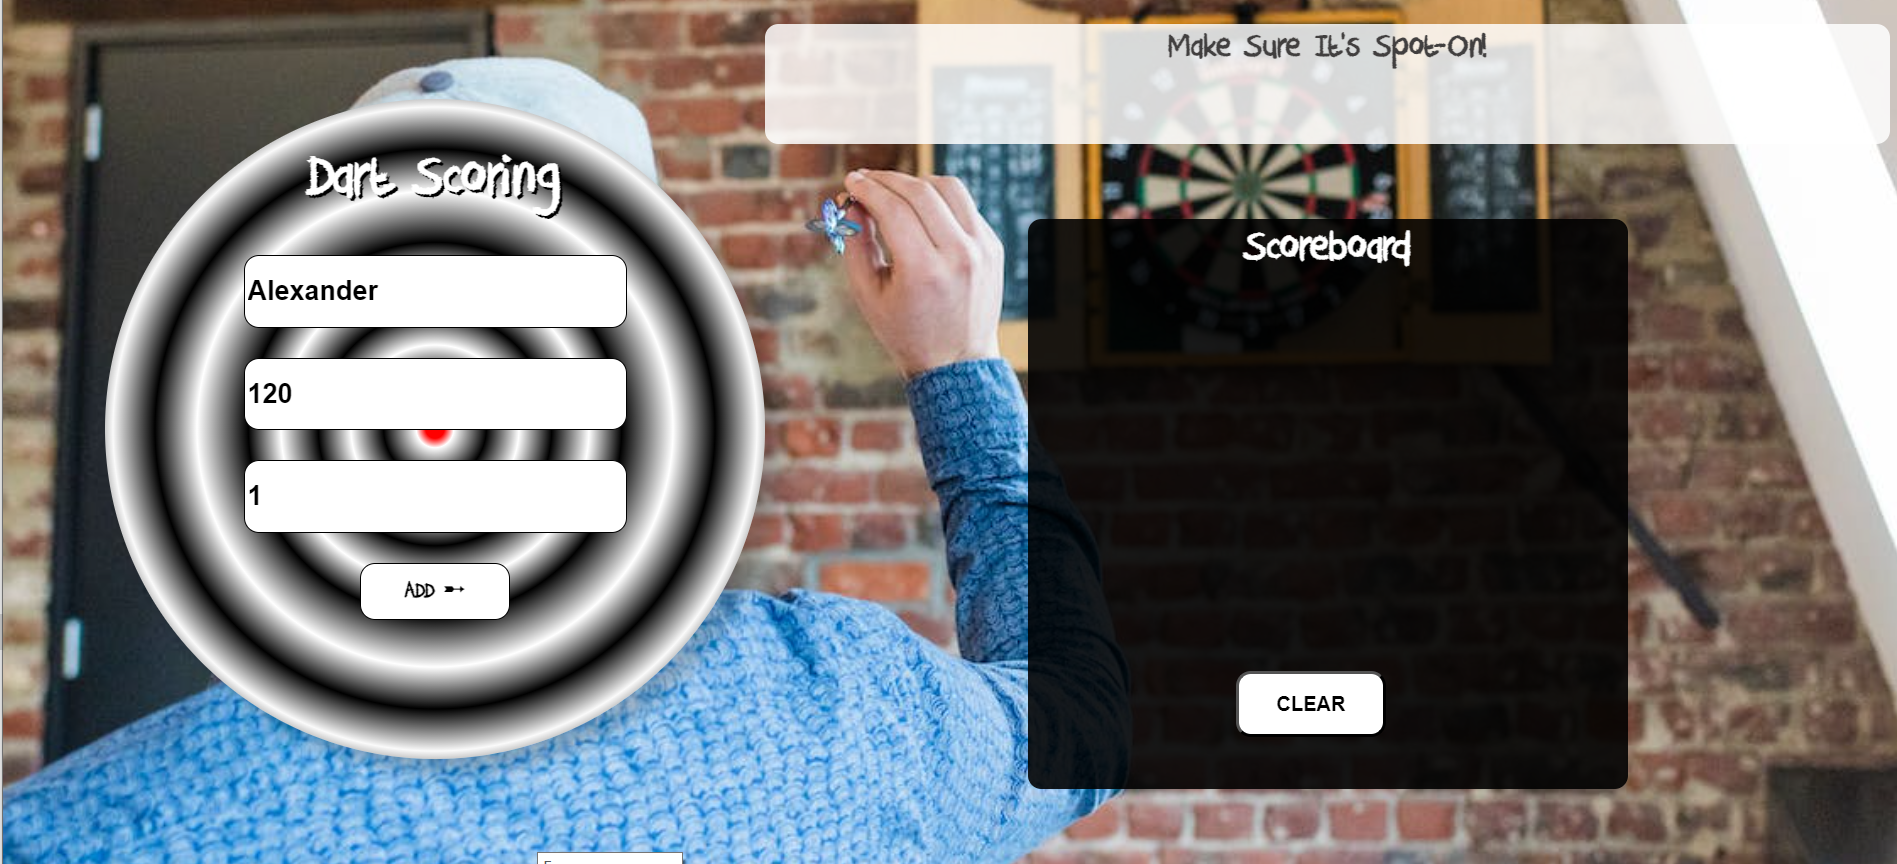 Make Sure It's Spot-On!
Dart Scoring
Alexander
120
1
ADD ➵
Scoreboard
CLEAR